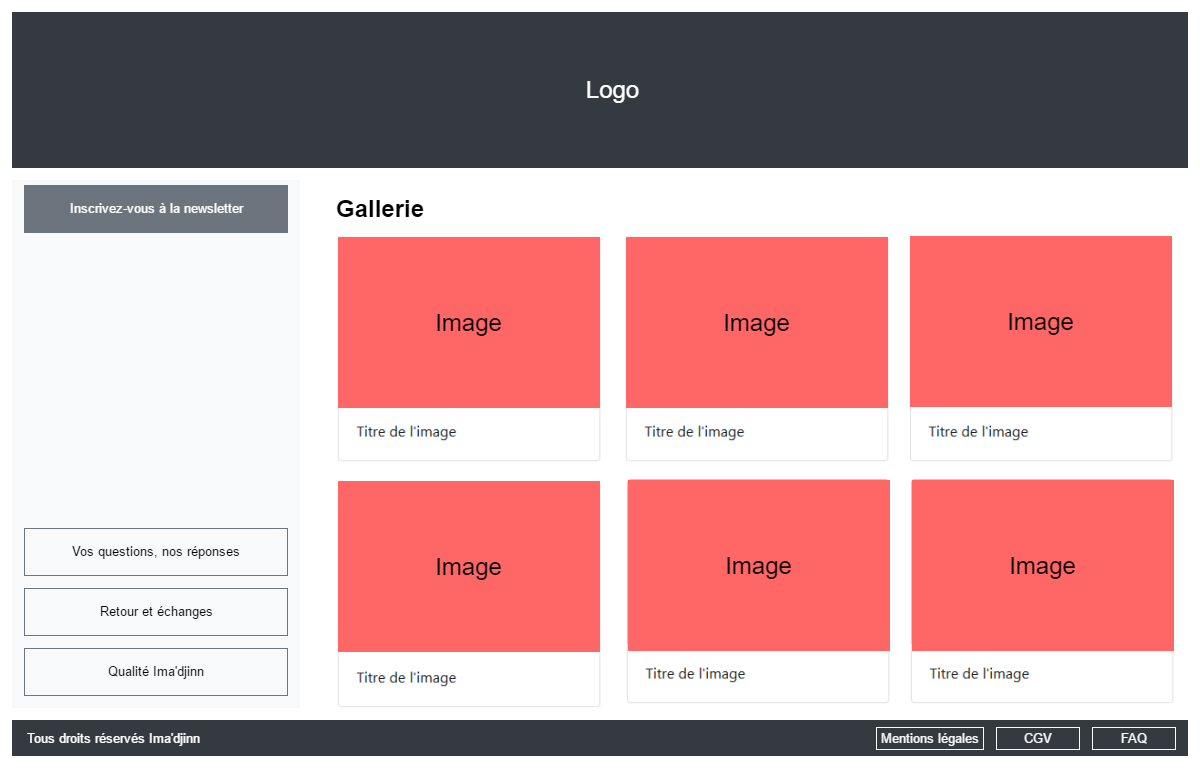 Logo
Inscrivez-vous à la newsletter
Gallerie
Image
Image
Image
Titre de l'image
Titre de l'image
Titre de l'image
Image
Image
Image
Titre de l'image
Titre de l'image
Titre de l'image
Vos questions, nos réponses
Retour et échanges
Qualité Ima'djinn
Tous droits réservés Ima'djinn
Mentions légales
CGV
FAQ